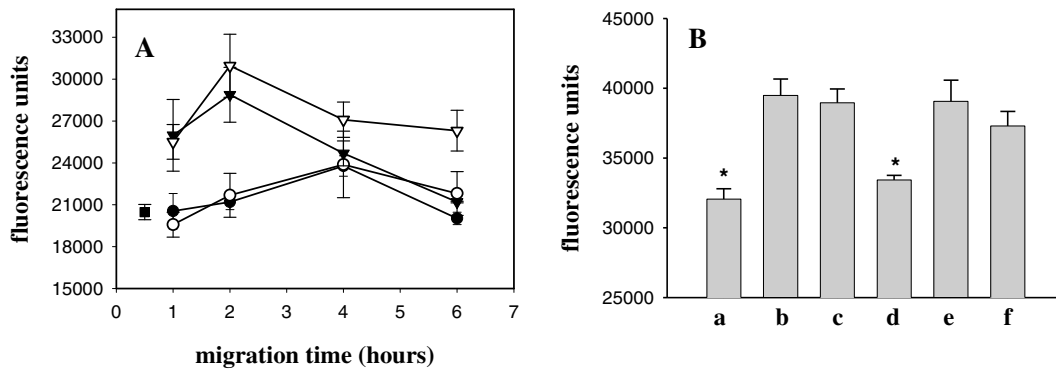 A
fluorescence units
33000
30000
27000
24000
21000
18000
15000
0 1 2 3 4 5 6 7
migration time (hours)
B
fluorescence units
45000
40000
35000
30000
25000
* *
a b c d e f